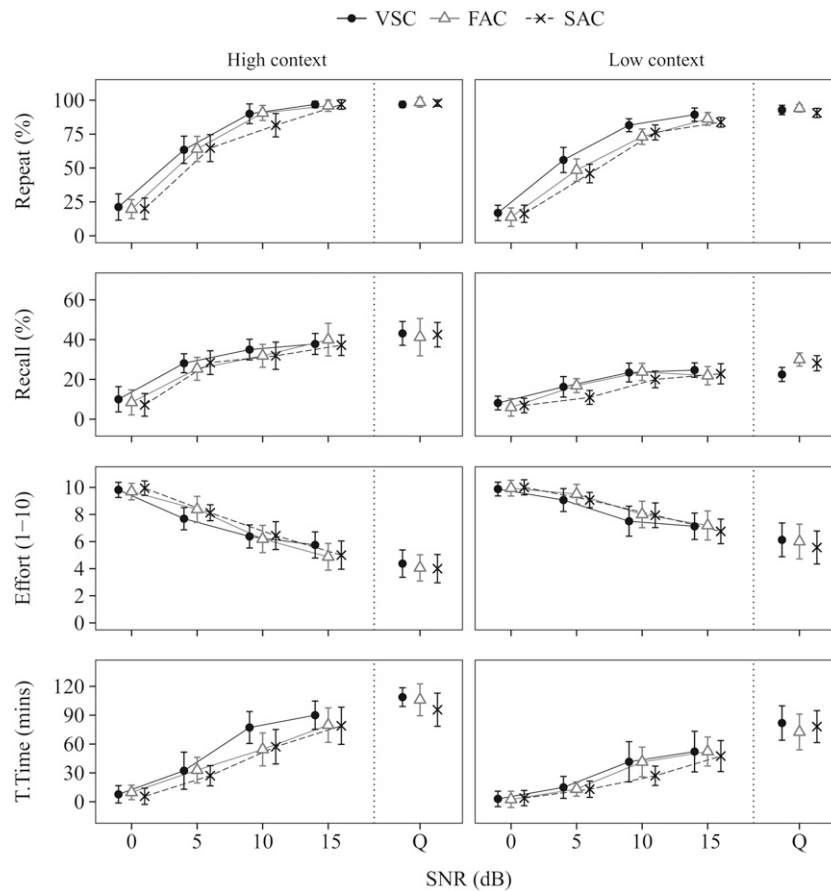 VSC FAC SAC
High context Low context
Repeat (%)
100
75
50
25
0
Recall (%)
60
40
20
0
Effort (1−10)
10
8
6
4
2
0
T.Time (mins)
120
90
60
30
0
0 5 10 15 Q 0 5 10 15 Q
SNR (dB)